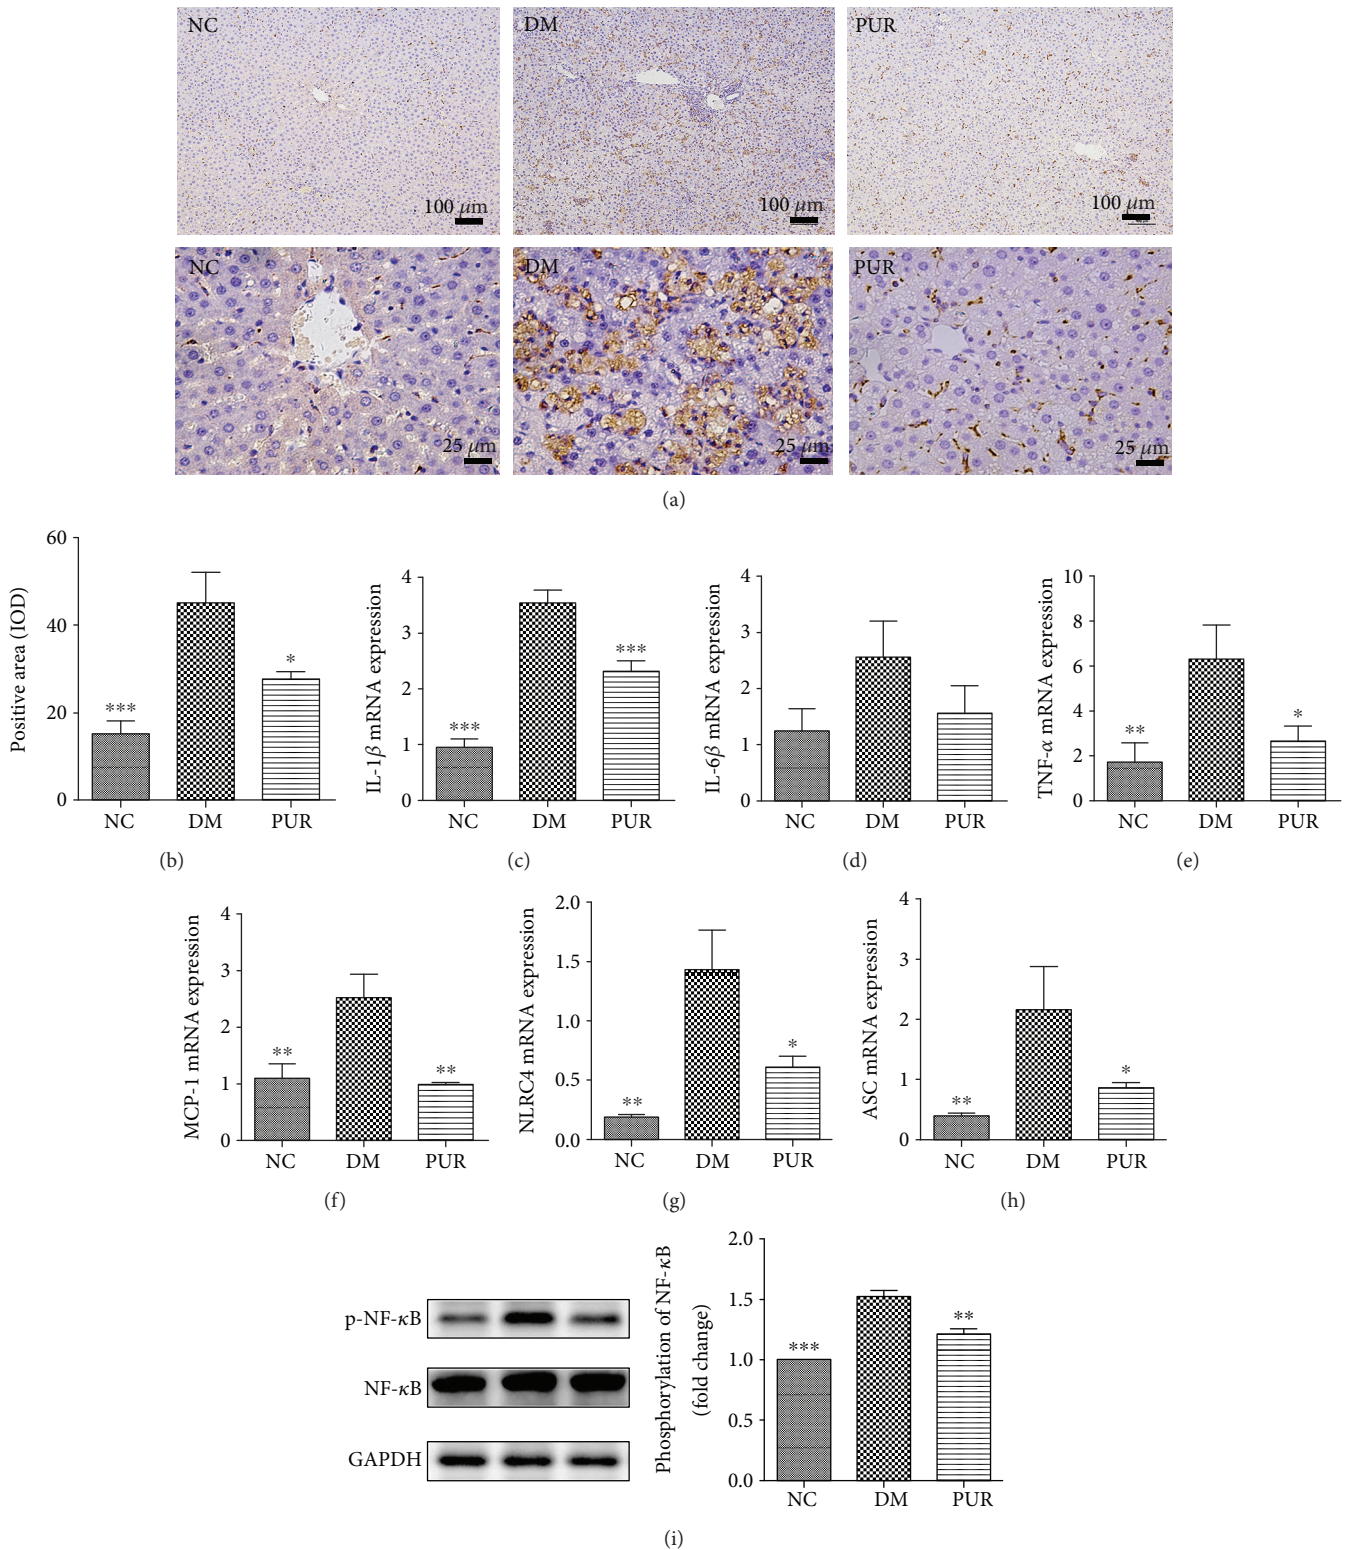 NC
DM
PUR
100 μm
100 μm
100 μm
NC
DM
PUR
25 μm
25 μm
25 μm
(a)
Positive area (IOD)
60
40
20
0
***
*
NC DM PUR
(b)
IL-1β mRNA expression
4
3
2
1
0
***
***
NC DM PUR
(c)
IL-6β mRNA expression
4
3
2
1
0
NC DM PUR
(d)
TNF-α mRNA expression
10
8
6
4
2
0
**
*
NC DM PUR
(e)
MCP-1 mRNA expression
4
3
2
1
0
**
**
NC DM PUR
(f)
NLRC4 mRNA expression
2.0
1.5
1.0
0.5
0.0
**
*
NC DM PUR
(g)
ASC mRNA expression
4
3
2
1
0
**
*
NC DM PUR
(h)
p-NF-κB
NF-κB
GAPDH
Phosphorylation of NF-κB
(fold change)
2.0
1.5
1.0
0.5
0.0
***
**
NC DM PUR
(i)